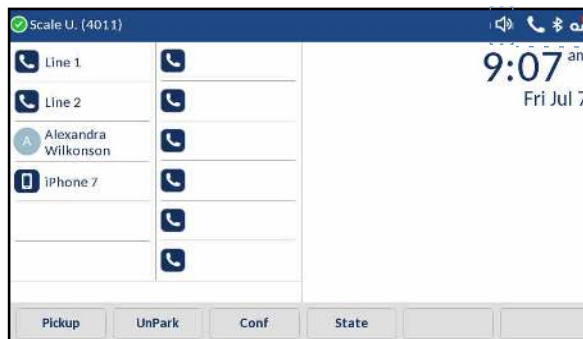 Scale U. (4011)
Line 1
Line 2
A
Alexandra
Wilkonson
iPhone 7
9:07 am
Fri Jul 7
Pickup UnPark Conf State